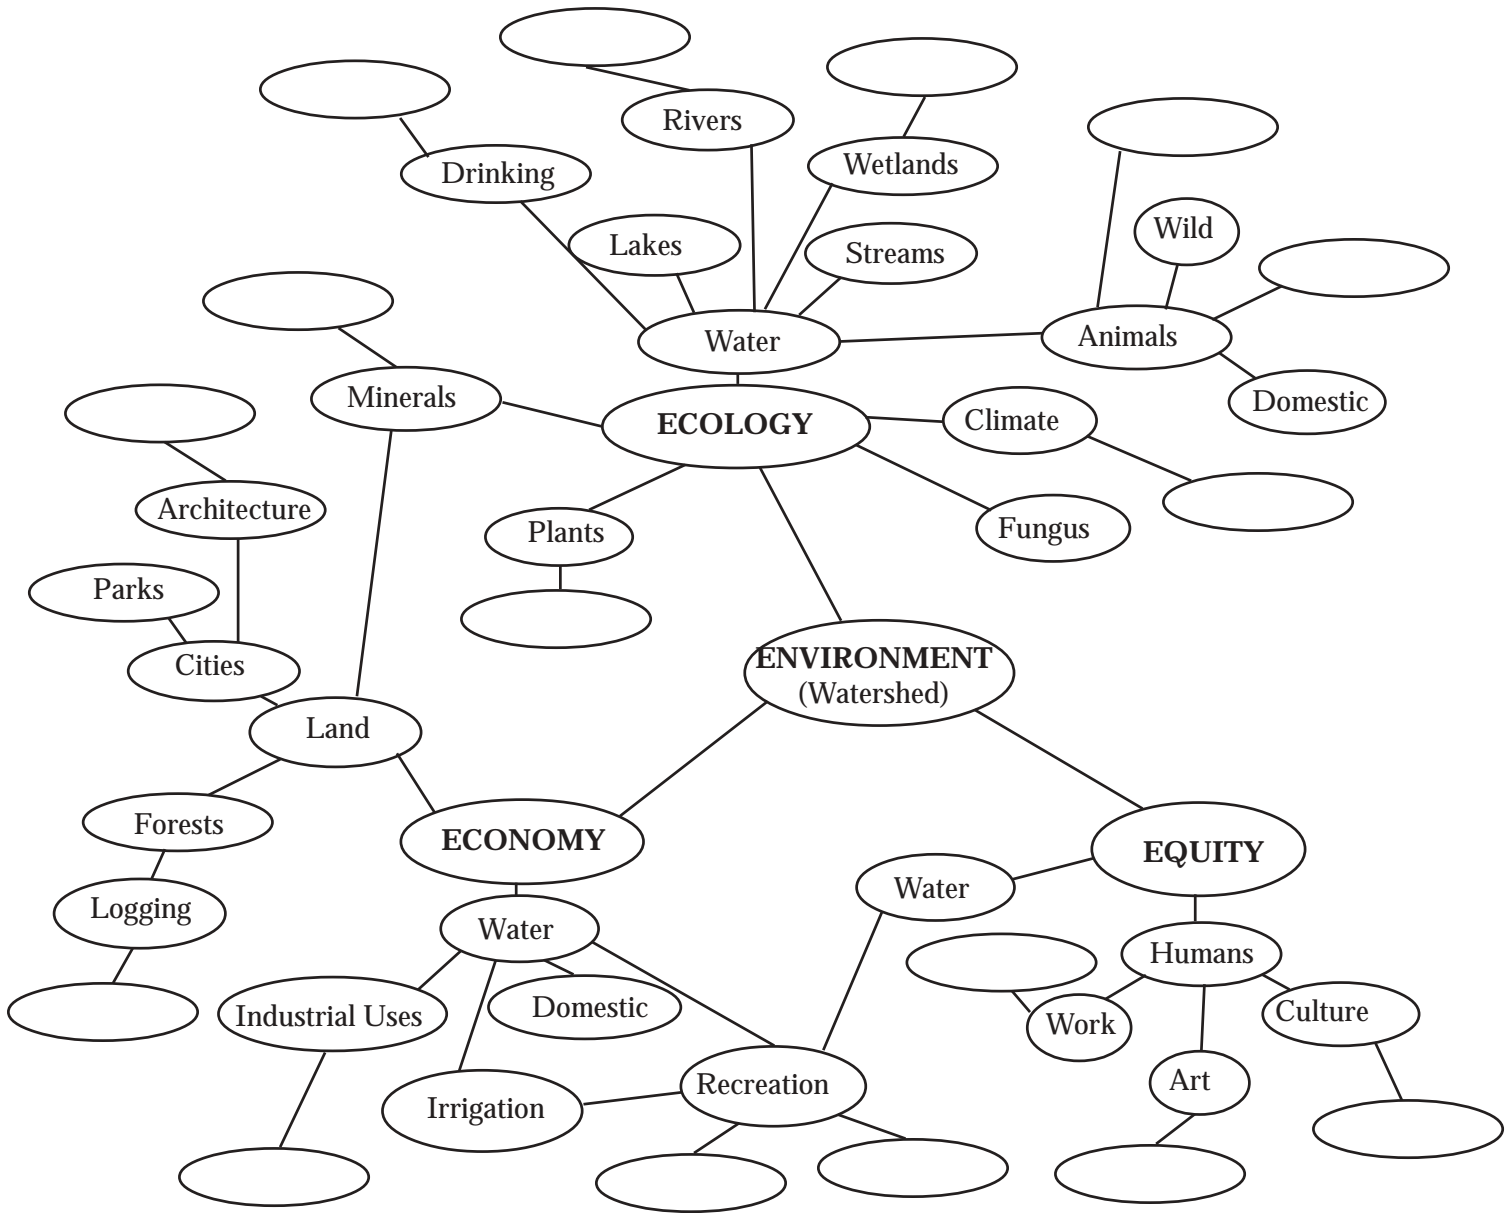 Rivers
Wetlands
Drinking
Wild
Lakes
Streams
Water
Animals
Minerals
ECOLOGY
Climate
Domestic
Architecture
Plants
Fungus
Parks
Cities
ENVIRONMENT
(Watershed)
Land
Forests
ECONOMY
EQUITY
Logging
Water
Water
Humans
Industrial Uses
Domestic
Work
Culture
Irrigation
Recreation
Art